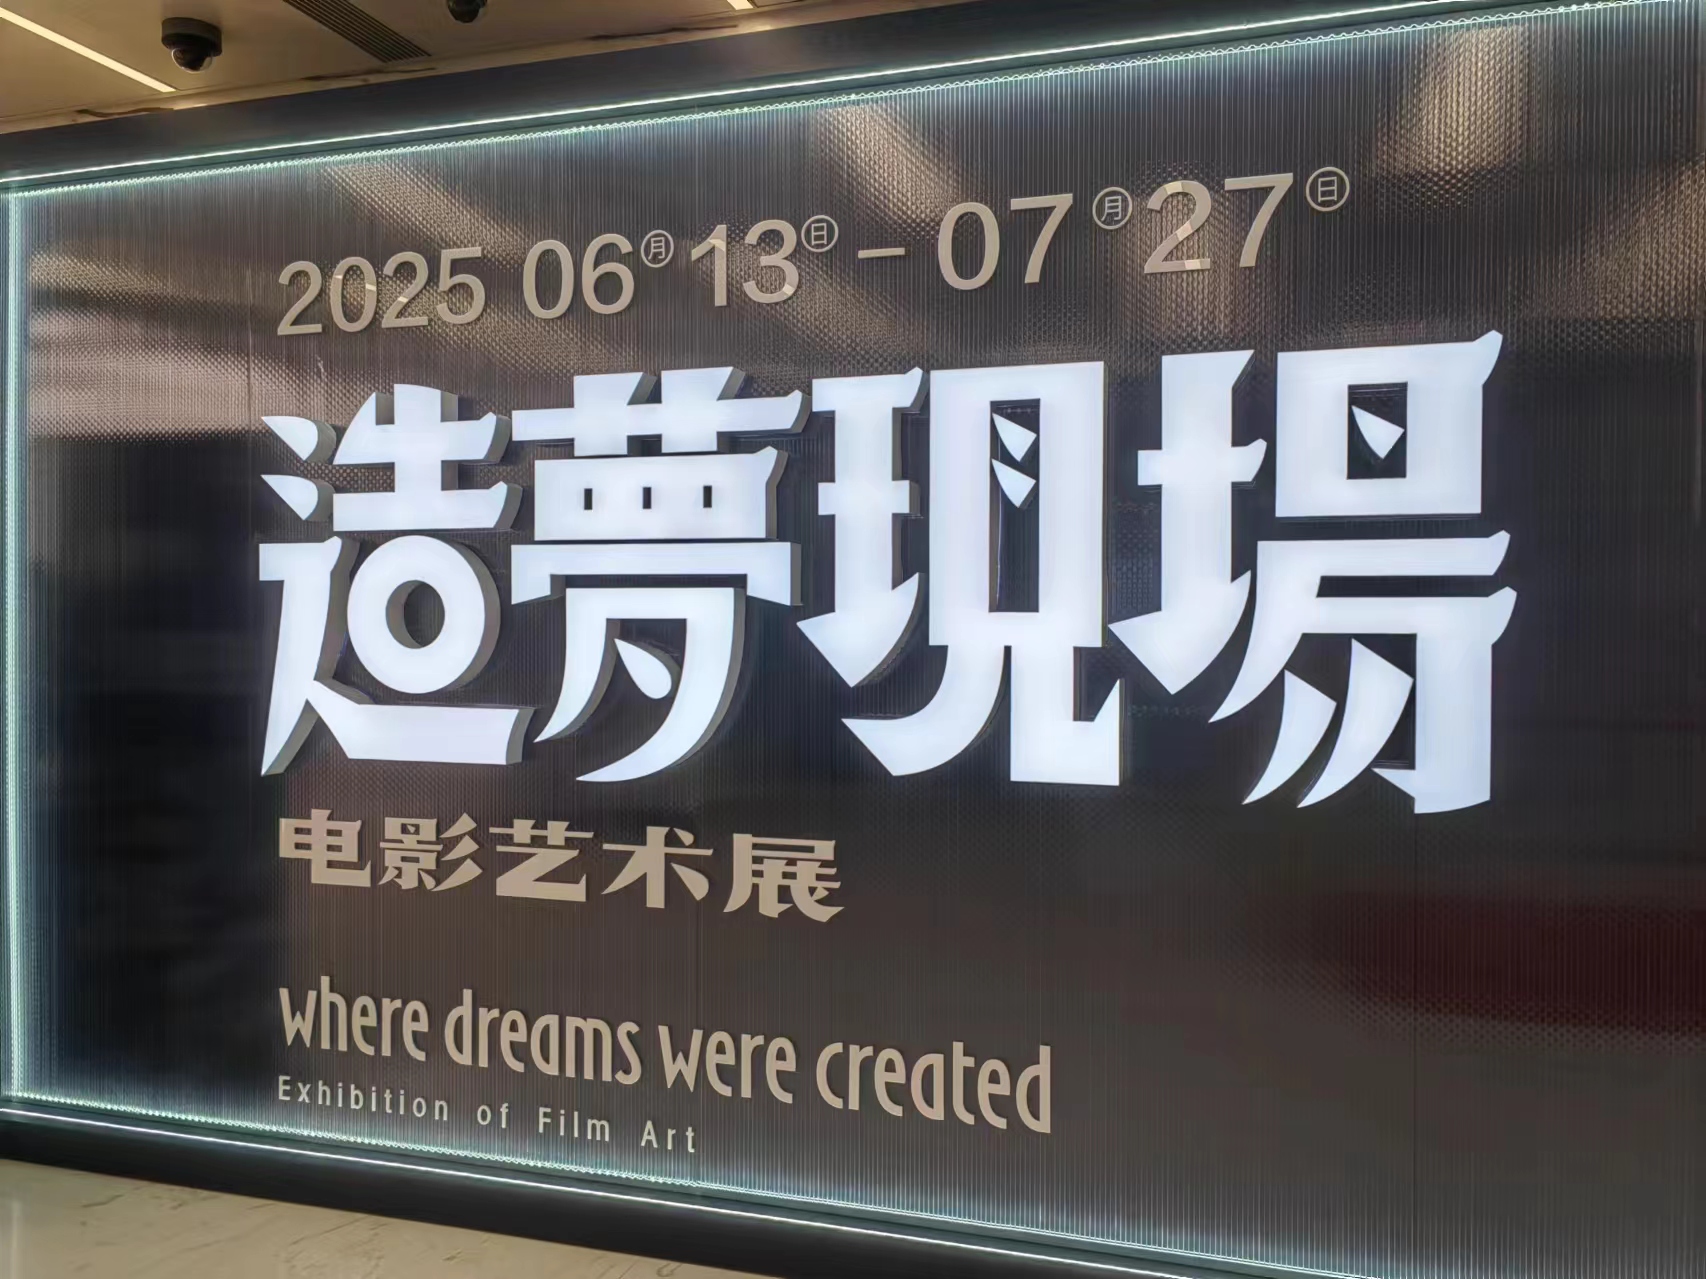 2025 06月13日-07月27日
造夢現場
电影艺术展
where dreams were created
Exhibition of Film Art